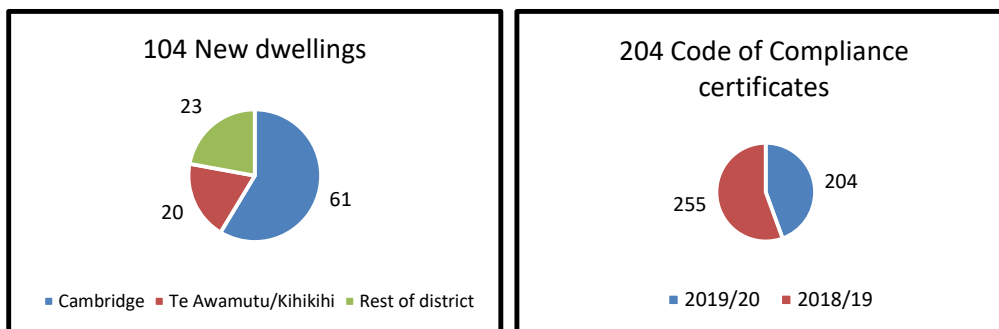 104 New dwellings
23
20
61
Cambridge Te Awamutu/Kihikihi Rest of district
204 Code of Compliance
certificates
255
204
2019/20 2018/19